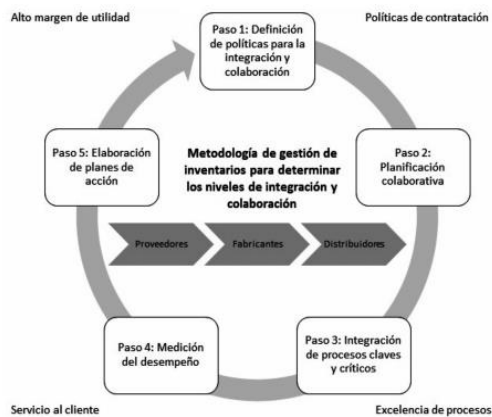 Alto margen de utilidad
Políticas de contratación
Paso 1: Definición
de políticas para la
integración y
colaboración
Paso 5: Elaboración
de planes de
acción
Metodología de gestión de
inventarios para determinar
los niveles de integración y
colaboración
Paso 2:
Planificación
colaborativa
Proveedores
Fabricantes
Distribuidores
Paso 4: Medición
del desempeño
Paso 3: Integración
de procesos claves
y críticos
Servicio al cliente
Excelencia de procesos